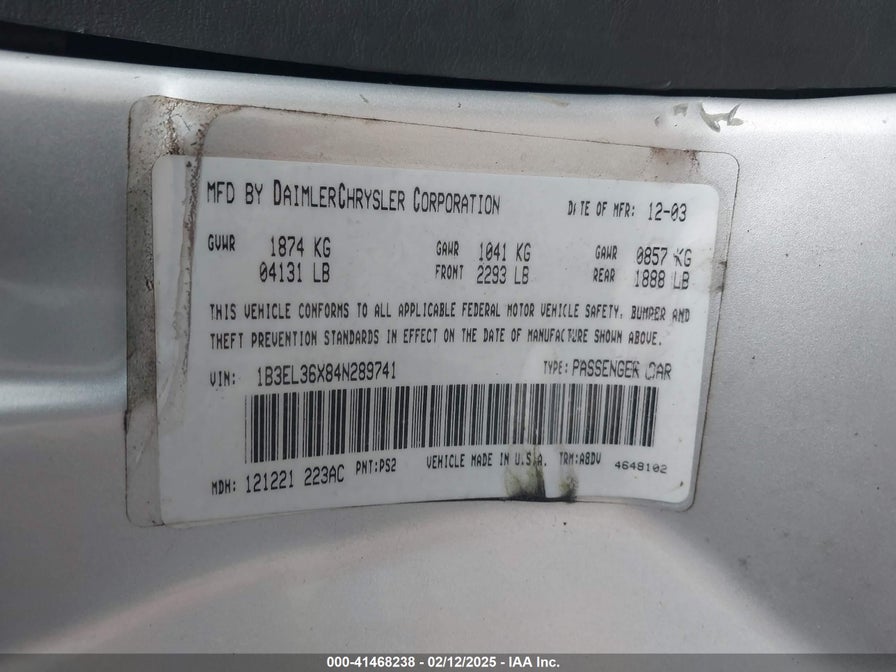 MFD BY DAIMLERCHRYSLER CORPORATION DATE OF MFR: 12-03
GVWR 1874 KG GAWR 1041 KG GAWR 0857 KG
04131 LB FRONT 2293 LB REAR 1888 LB
THIS VEHICLE CONFORMS TO ALL APPLICABLE FEDERAL MOTOR VEHICLE SAFETY, BUMPER AND
THEFT PREVENTION STANDARDS IN EFFECT ON THE DATE OF MANUFACTURE SHOWN ABOVE.
VIN: 1B3EL36X84N289741 TYPE: PASSENGER CAR
MDH: 121221 223AC PNT:PS2 VEHICLE MADE IN U.S.A. TRM:A8DV 4648102
000-41468238 - 02/12/2025 - IAA Inc.